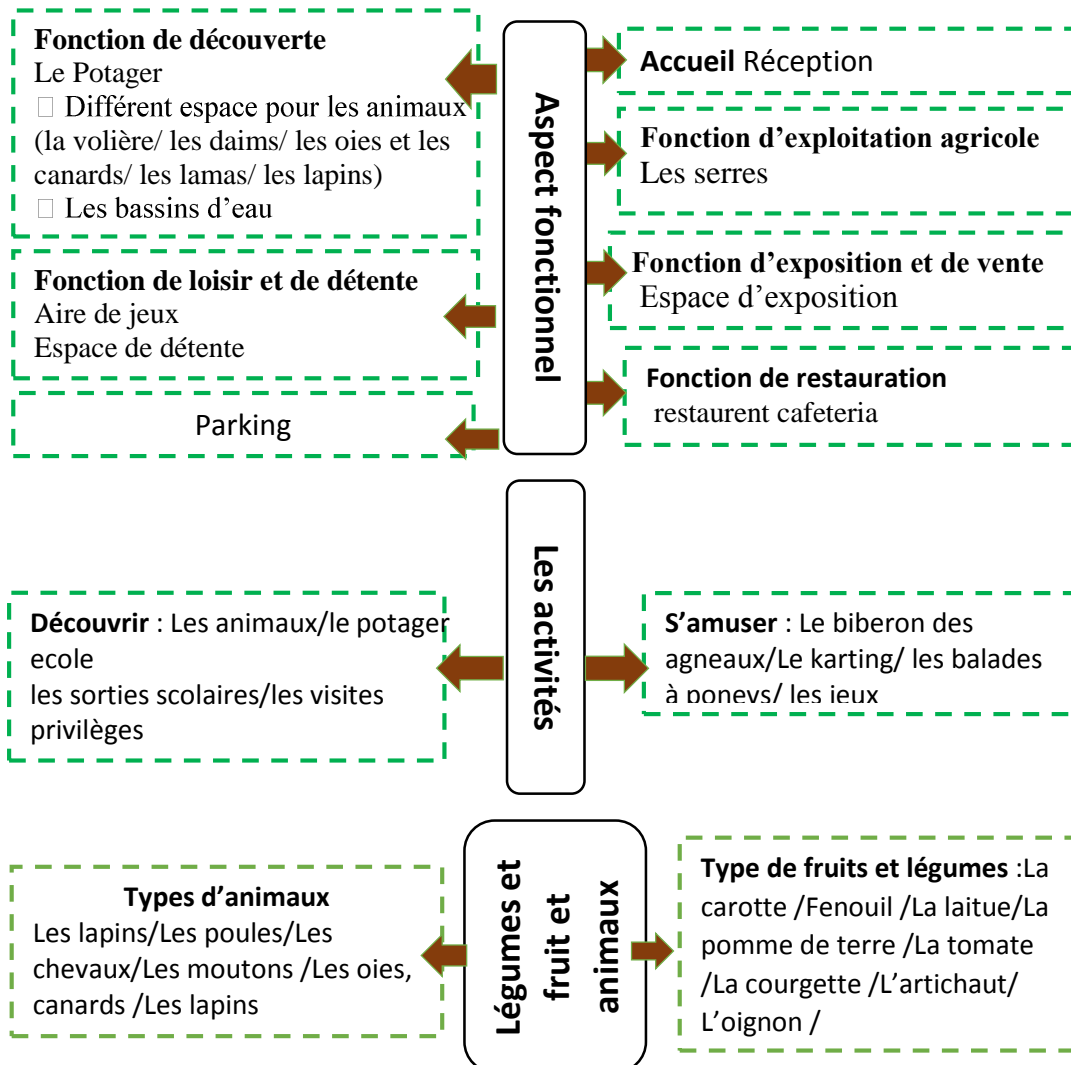 Fonction de découverte
Le Potager
□ Différent espace pour les animaux
(la volière/ les daims/ les oies et les
canards/ les lamas/ les lapins)
□ Les bassins d'eau
Fonction de loisir et de détente
Aire de jeux
Espace de détente
Parking
Aspect fonctionnel
Accueil Réception
Fonction d'exploitation agricole
Les serres
Fonction d'exposition et de vente
Espace d'exposition
Fonction de restauration
restaurent cafeteria
Découvrir : Les animaux/le potager
ecole
les sorties scolaires/les visites
privilèges
Les activités
S'amuser : Le biberon des
agneaux/Le karting/ les balades
à poneys/ les jeux
Types d'animaux
Les lapins/Les poules/Les
chevaux/Les moutons /Les oies,
canards /Les lapins
Légumes et
fruit et
animaux
Type de fruits et légumes :La
carotte /Fenouil /La laitue/La
pomme de terre /La tomate
/La courgette /L'artichaut/
L'oignon /